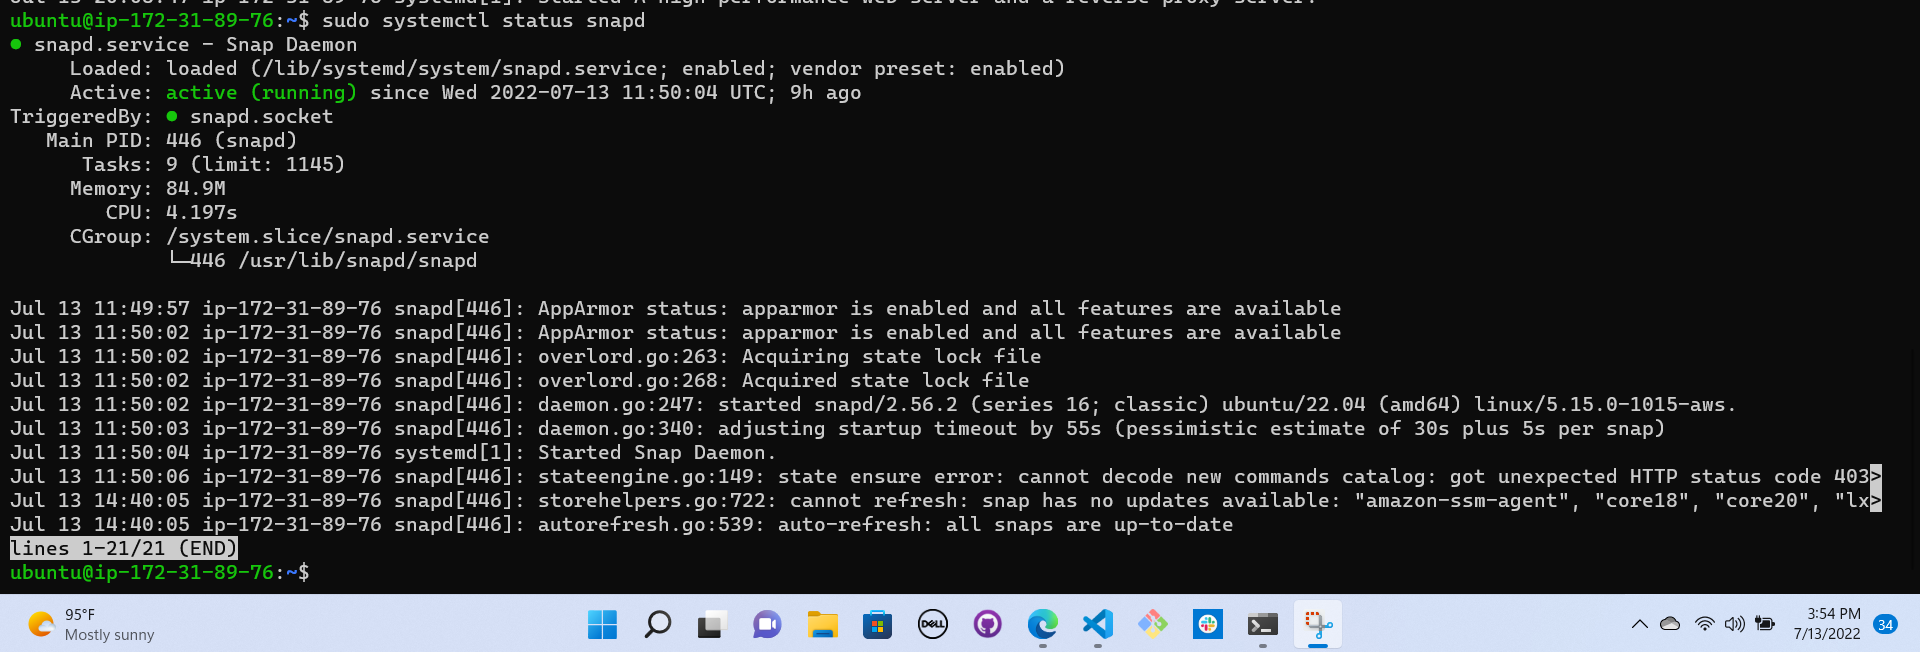 ubuntu@ip-172-31-89-76:~$ sudo systemctl status snapd
● snapd.service - Snap Daemon
Loaded: loaded (/lib/systemd/system/snapd.service; enabled; vendor preset: enabled)
Active: active (running) since Wed 2022-07-13 11:50:04 UTC; 9h ago
TriggeredBy: ● snapd.socket
Main PID: 446 (snapd)
Tasks: 9 (limit: 1145)
Memory: 84.9M
CPU: 4.197s
CGroup: /system.slice/snapd.service
└─446 /usr/lib/snapd/snapd
Jul 13 11:49:57 ip-172-31-89-76 snapd[446]: AppArmor status: apparmor is enabled and all features are available
Jul 13 11:50:02 ip-172-31-89-76 snapd[446]: AppArmor status: apparmor is enabled and all features are available
Jul 13 11:50:02 ip-172-31-89-76 snapd[446]: overlord.go:263: Acquiring state lock file
Jul 13 11:50:02 ip-172-31-89-76 snapd[446]: overlord.go:268: Acquired state lock file
Jul 13 11:50:02 ip-172-31-89-76 snapd[446]: daemon.go:247: started snapd/2.56.2 (series 16; classic) ubuntu/22.04 (amd64) linux/5.15.0-1015-aws.
Jul 13 11:50:03 ip-172-31-89-76 snapd[446]: daemon.go:340: adjusting startup timeout by 55s (pessimistic estimate of 30s plus 5s per snap)
Jul 13 11:50:04 ip-172-31-89-76 systemd[1]: Started Snap Daemon.
Jul 13 11:50:06 ip-172-31-89-76 snapd[446]: stateengine.go:149: state ensure error: cannot decode new commands catalog: got unexpected HTTP status code 403>
Jul 13 14:40:05 ip-172-31-89-76 snapd[446]: storehelpers.go:722: cannot refresh: snap has no updates available: "amazon-ssm-agent", "core18", "core20", "lx>
Jul 13 14:40:05 ip-172-31-89-76 snapd[446]: autorefresh.go:539: auto-refresh: all snaps are up-to-date
lines 1-21/21 (END)
ubuntu@ip-172-31-89-76:~$
95°F
Mostly sunny
DELL
3:54 PM
7/13/2022
34